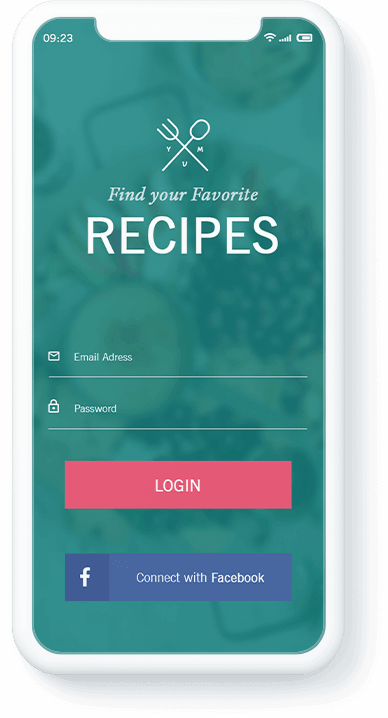 09:23
Y M
U
Find your Favorite
RECIPES
Email Adress
Password
LOGIN
f Connect with Facebook